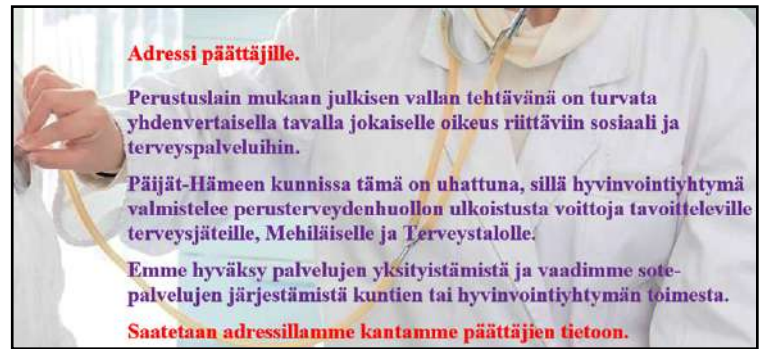 Adressi päättäjille.
Perustuslain mukaan julkisen vallan tehtävänä on turvata
yhdenvertaisella tavalla jokaiselle oikeus riittäviin sosiaali ja
terveyspalveluihin.
Päijät-Hämeen kunnissa tämä on uhattuna, sillä hyvinvointiyhtymä
valmistelee perusterveydenhuollon ulkoistusta voittoja tavoitteleville
terveysjäteille, Mehiläiselle ja Terveystalolle.
Emme hyväksy palvelujen yksityistämistä ja vaadimme sote-
palvelujen järjestämistä kuntien tai hyvinvointiyhtymän toimesta.
Saatetaan adressillamme kantamme päättäjien tietoon.